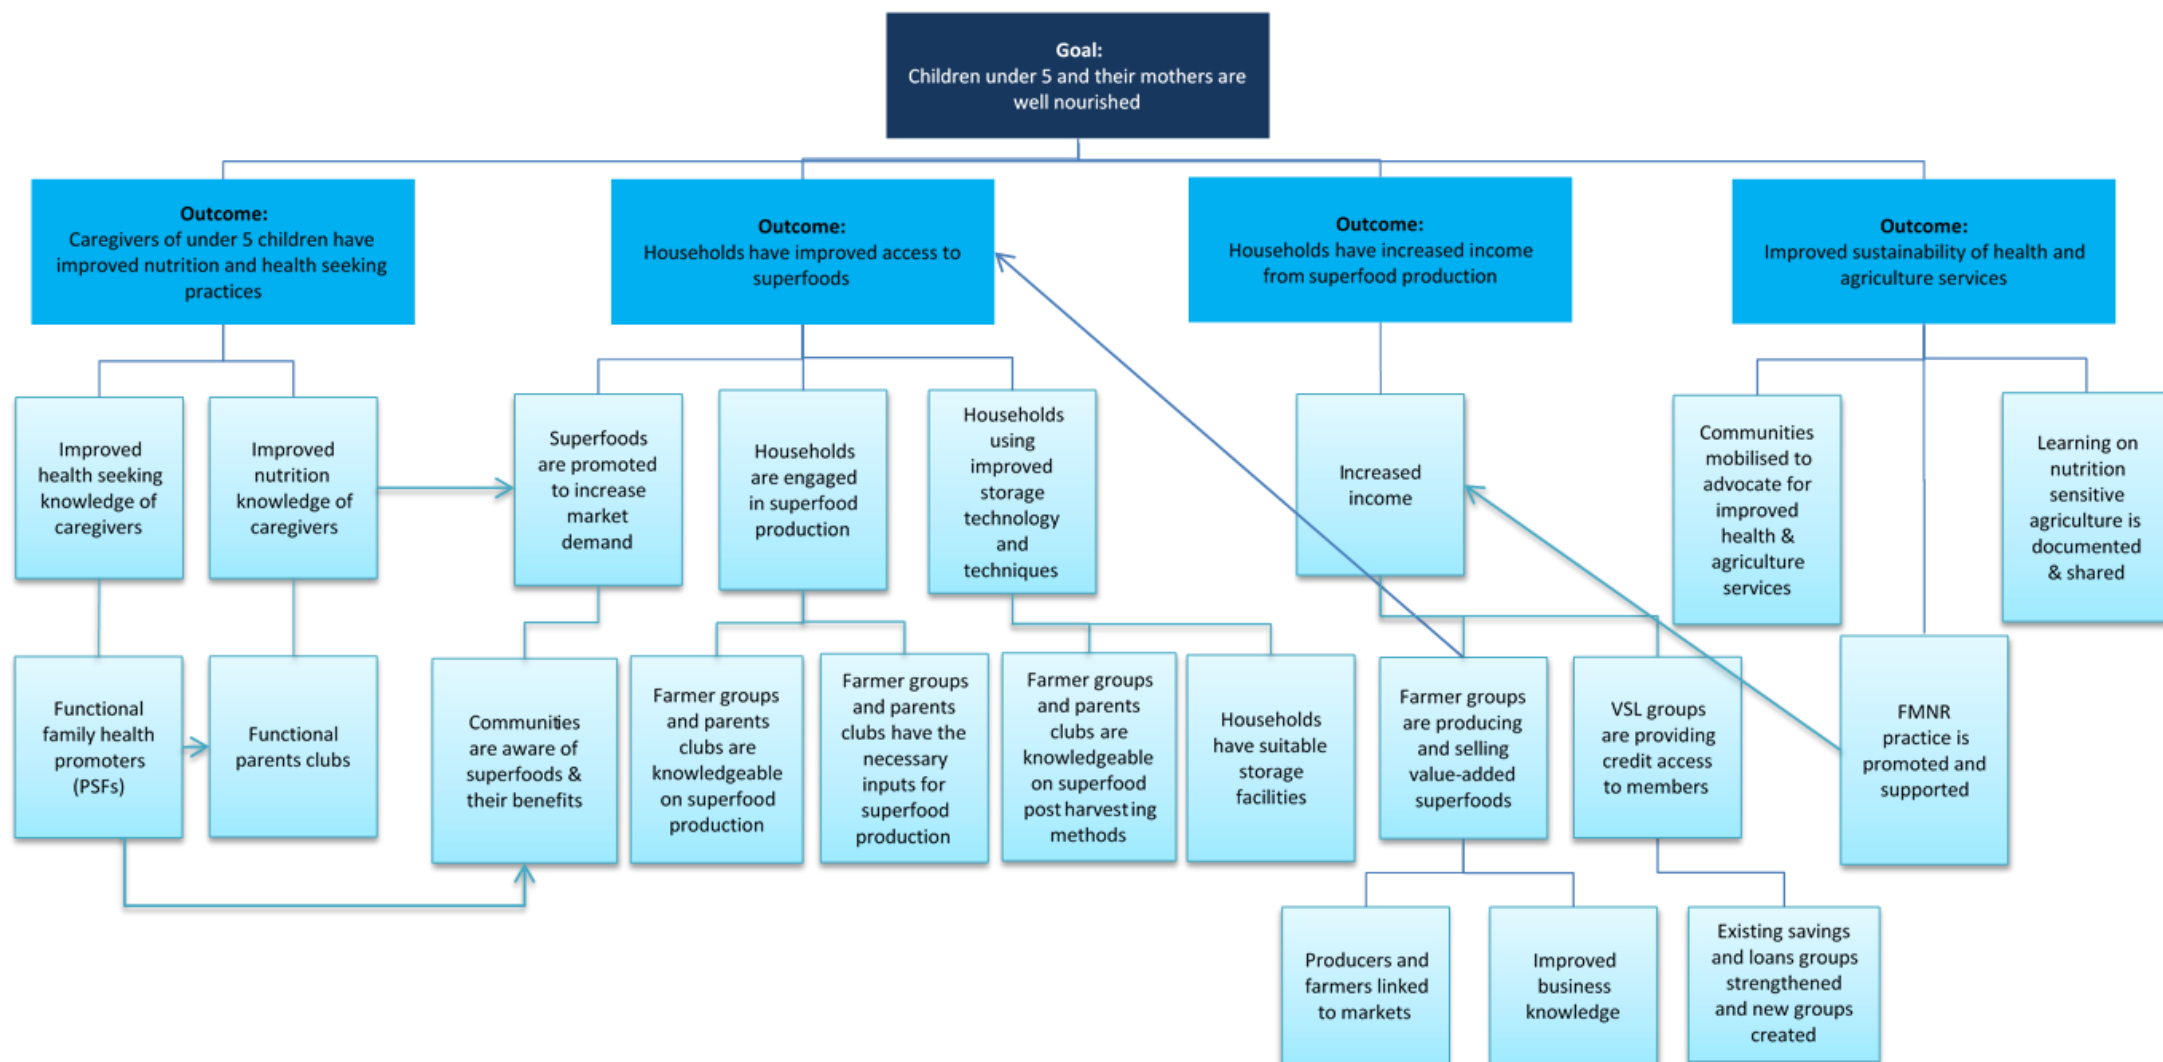 Goal:
Children under 5 and their mothers are
well nourished
Outcome:
Caregivers of under 5 children have
improved nutrition and health seeking
practices
Outcome:
Households have improved access to
superfoods
Outcome:
Households have increased income
from superfood production
Outcome:
Improved sustainability of health and
agriculture services
Improved
health seeking
knowledge of
caregivers
Improved
nutrition
knowledge of
caregivers
Superfoods
are promoted
to increase
market
demand
Households
are engaged
in superfood
production
Households
using
improved
storage
technology
and
techniques
Increased
income
Communities
mobilised to
advocate for
improved
health &
agriculture
services
Learning on
nutrition
sensitive
agriculture is
documented
& shared
Functional
family health
promoters
(PSFs)
Functional
parents clubs
Communities
are aware of
superfoods &
their benefits
Farmer groups
and parents
clubs are
knowledgeable
on superfood
production
Farmer groups
and parents
clubs have the
necessary
inputs for
superfood
production
Farmer groups
and parents
clubs are
knowledgeable
on superfood
post harvesting
methods
Households
have suitable
storage
facilities
Farmer groups
are producing
and selling
value-added
superfoods
VSL groups
are providing
credit access
to members
FMNR
practice is
promoted and
supported
Producers and
farmers linked
to markets
Improved
business
knowledge
Existing savings
and loans groups
strengthened
and new groups
created